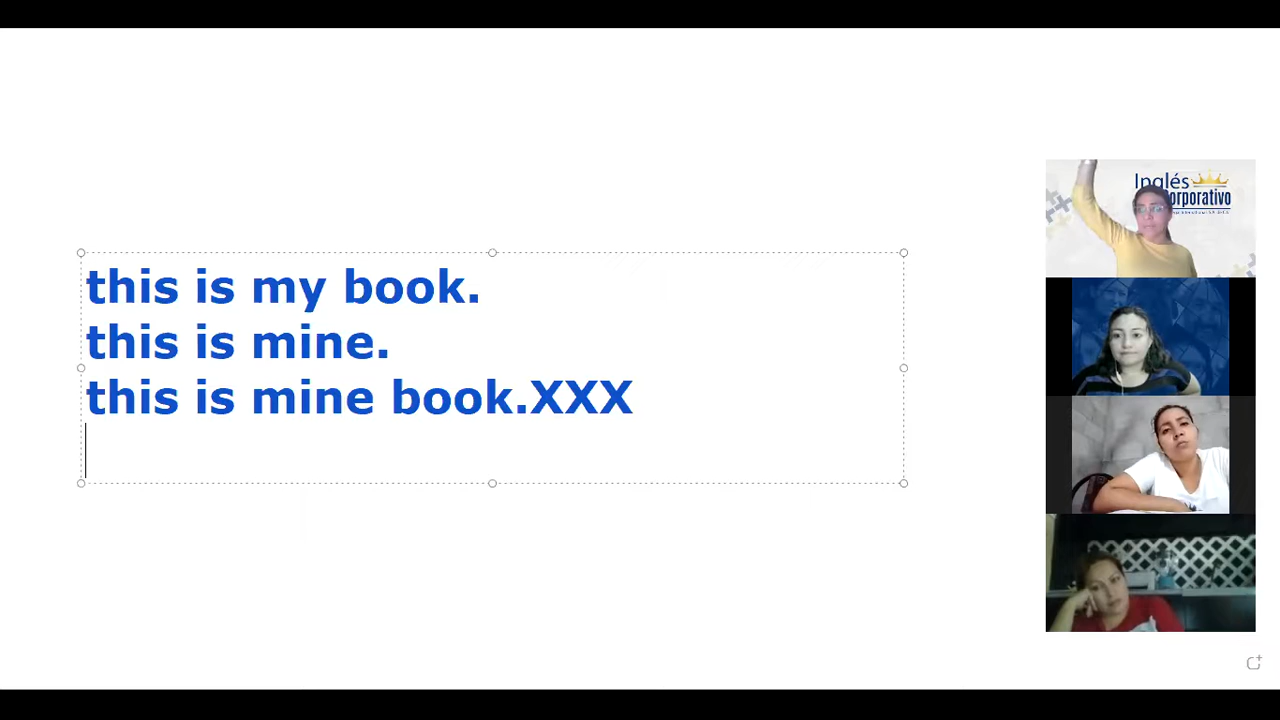 this is my book.
this is mine.
this is mine book.XXX
Inglés
Corporativo